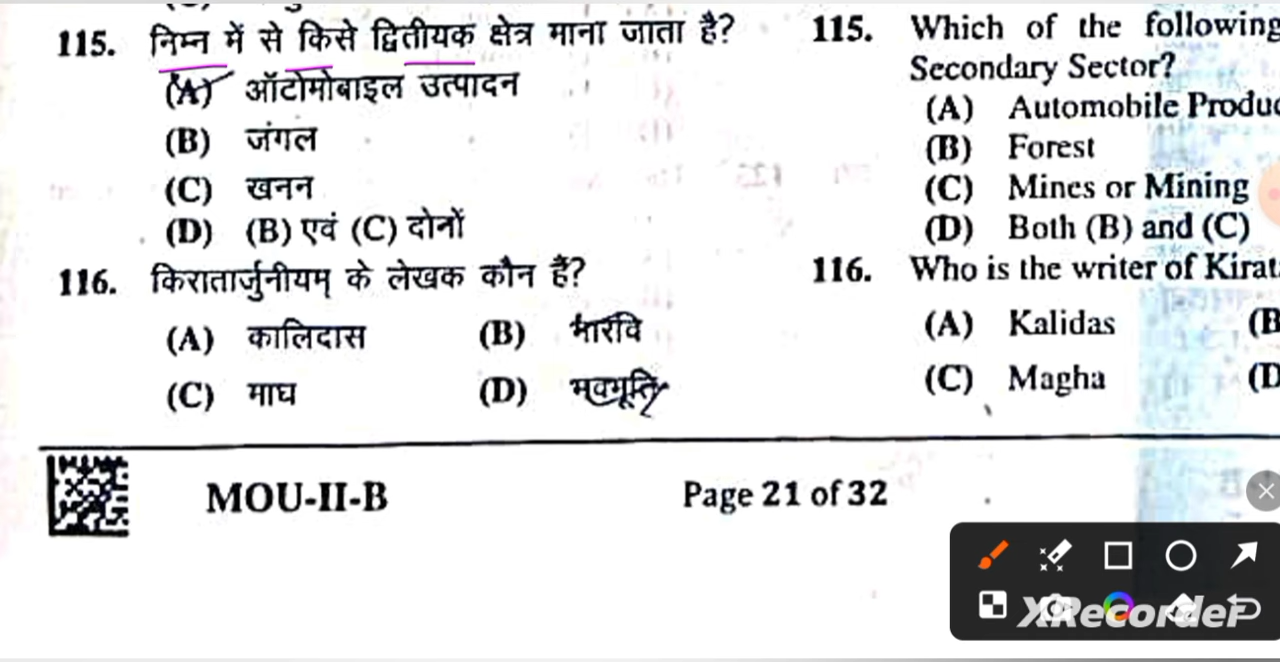 115. निम्न में से किसे द्वितीयक क्षेत्र माना जाता है?
(A) ऑटोमोबाइल उत्पादन
(B) जंगल
(C) खनन
(D) (B) एवं (C) दोनों
116. किरातार्जुनीयम् के लेखक कौन हैं?
(A) कालिदास (B) भारवि
(C) माघ (D) भवभूति
115. Which of the following
Secondary Sector?
(A) Automobile Produc
(B) Forest
(C) Mines or Mining
(D) Both (B) and (C)
116. Who is the writer of Kirat
(A) Kalidas (B
(C) Magha (D
MOU-II-B Page 21 of 32
XRecorder